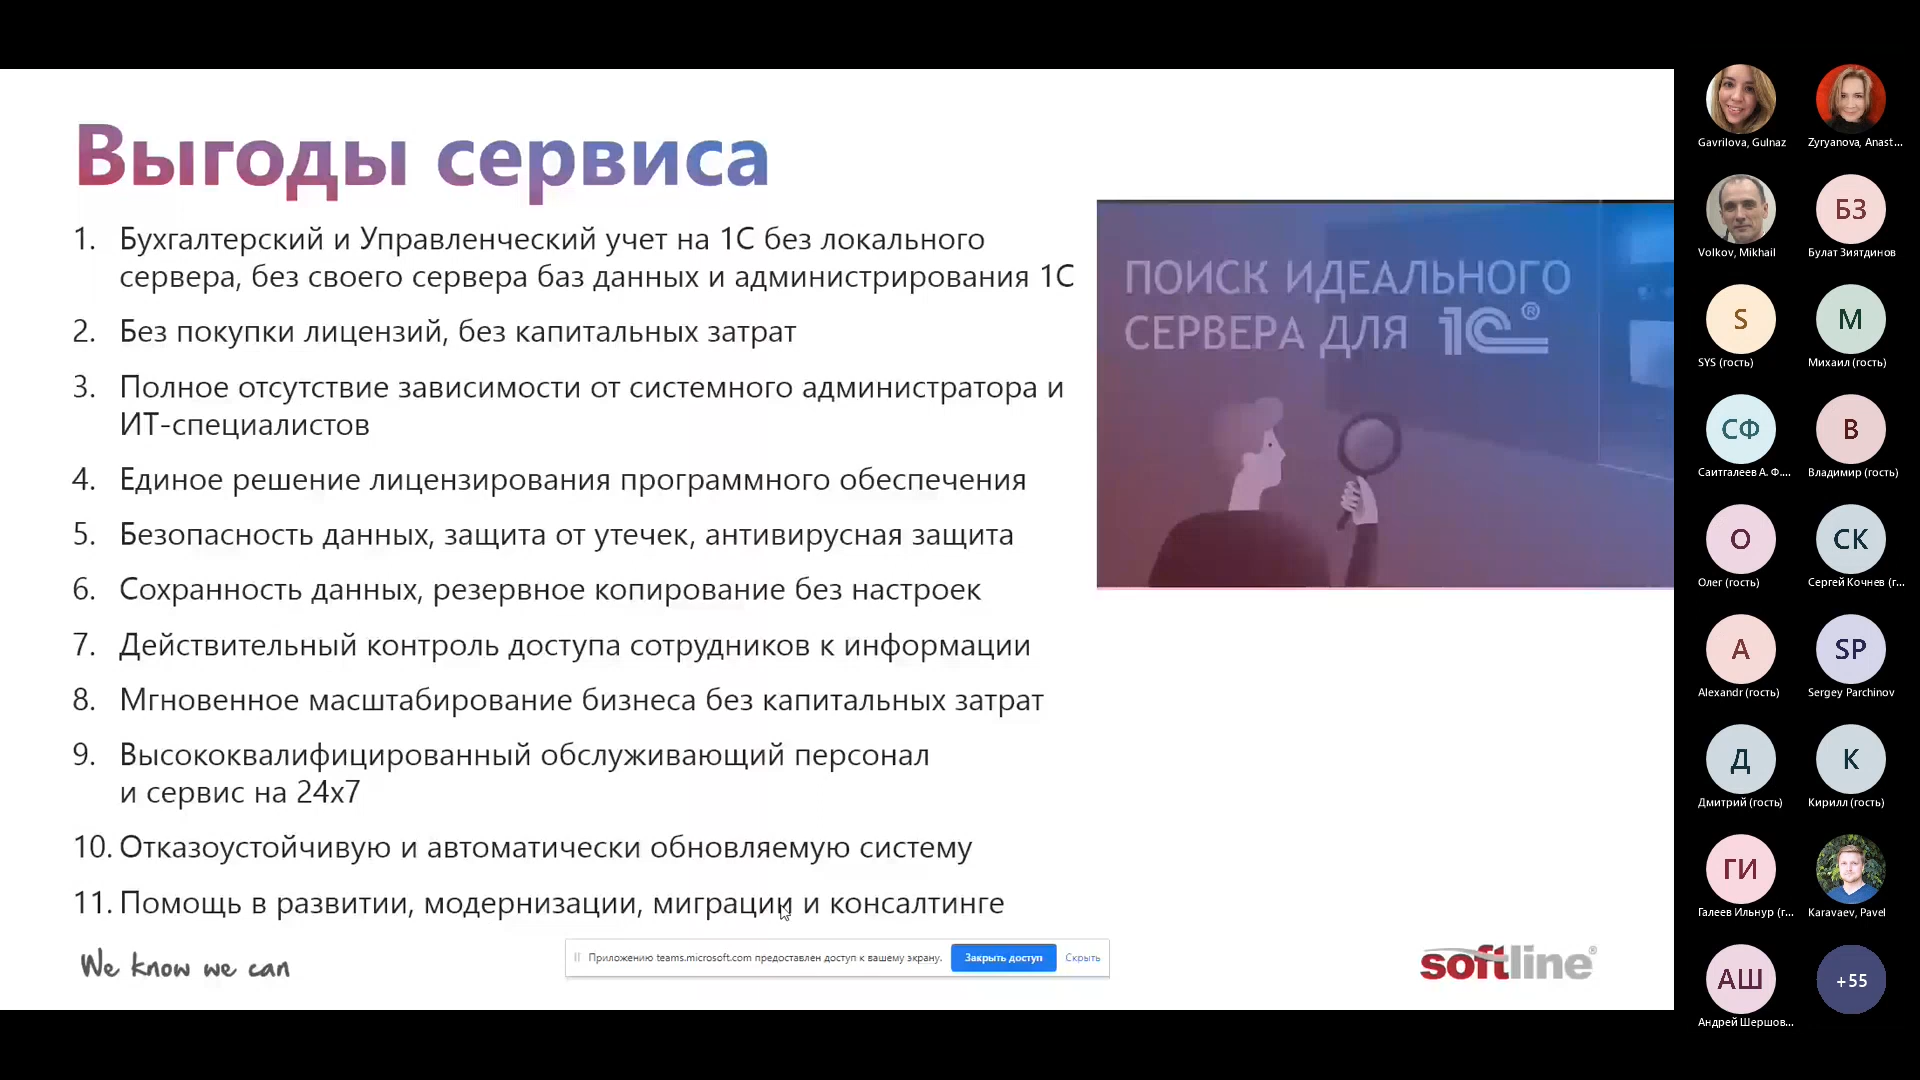 Выгоды сервиса
1. Бухгалтерский и Управленческий учет на 1С без локального
сервера, без своего сервера баз данных и администрирования 1С
2. Без покупки лицензий, без капитальных затрат
3. Полное отсутствие зависимости от системного администратора и
ИТ-специалистов
4. Единое решение лицензирования программного обеспечения
5. Безопасность данных, защита от утечек, антивирусная защита
6. Сохранность данных, резервное копирование без настроек
7. Действительный контроль доступа сотрудников к информации
8. Мгновенное масштабирование бизнеса без капитальных затрат
9. Высококвалифицированный обслуживающий персонал
и сервис на 24x7
10. Отказоустойчивую и автоматически обновляемую систему
11. Помощь в развитии, модернизации, миграции и консалтинге
ПОИСК ИДЕАЛЬНОГО
СЕРВЕРА ДЛЯ 1С®
We know we can
Приложению teams.microsoft.com предоставлен доступ к вашему экрану.
Закрыть доступ
Скрыть
softline®
Gavrilova, Gulnaz
Zyryanova, Anast...
Volkov, Mikhail
БЗ
Булат Зиятдинов
S
SYS (гость)
М
Михаил (гость)
СФ
Саитгалеев А. Ф....
В
Владимир (гость)
О
Олег (гость)
СК
Сергей Кочнев (г...
A
Alexandr (гость)
SP
Sergey Parchinov
Д
Дмитрий (гость)
К
Кирилл (гость)
ГИ
Галеев Ильнур (г...
Karavaev, Pavel
АШ
Андрей Шершов...
+55